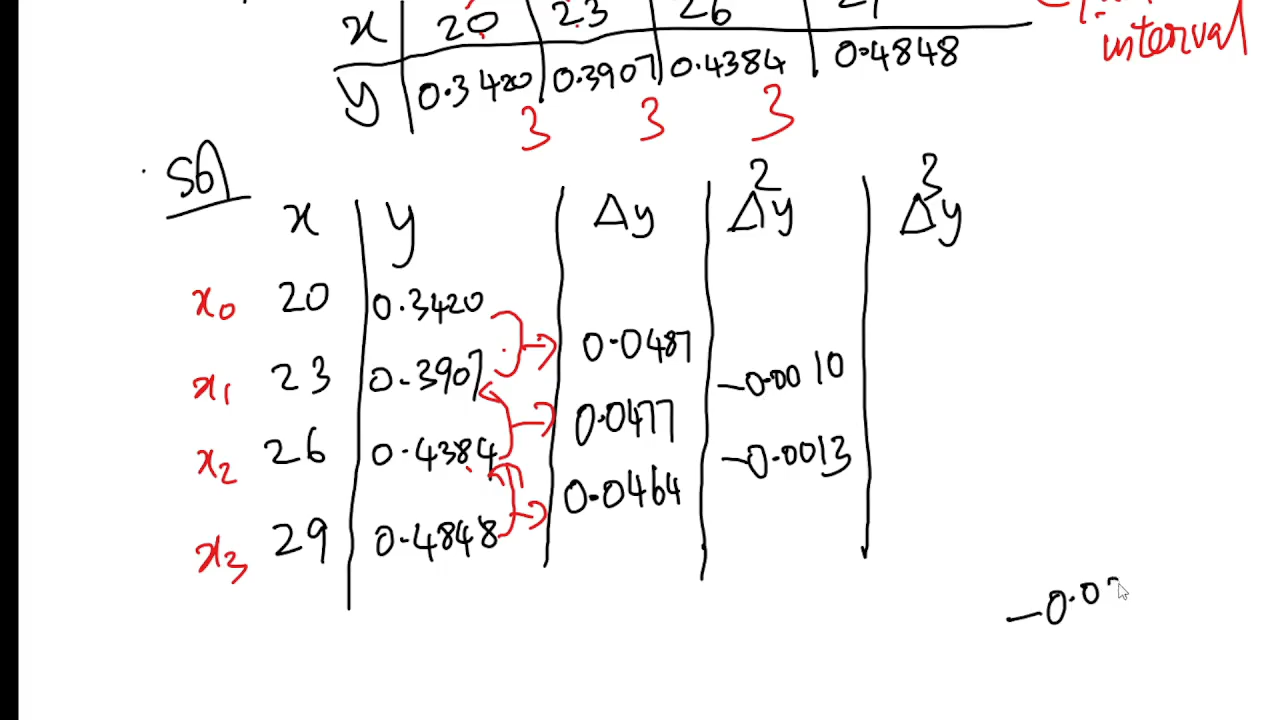 x 20 23 26
y 0.3420 0.3907 0.4384 0.4848
interval
3 3 3
Sol
x y Δy Δ²y Δ³y
x₀ 20 0.3420
0.0487
x₁ 23 0.3907 -0.0010
0.0477
x₂ 26 0.4384 -0.0013
0.0464
x₃ 29 0.4848
-0.0